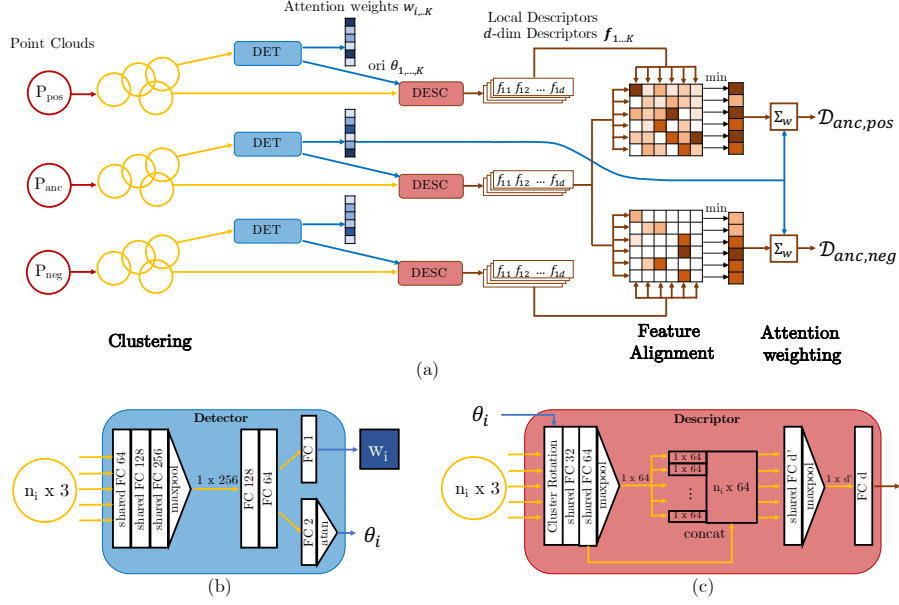 Attention weights w_{i,..K}
Local Descriptors
d-dim Descriptors f_{1...K}
Point Clouds
P_pos
DET
ori θ_{1,...,K}
DESC
f_{11} f_{12} ... f_{1d}
min
Σ_w
D_{anc,pos}
P_anc
DET
DESC
f_{11} f_{12} ... f_{1d}
P_neg
DET
DESC
f_{11} f_{12} ... f_{1d}
min
Σ_w
D_{anc,neg}
Clustering
Feature
Alignment
Attention
weighting
(a)
Detector
n_i x 3
shared FC 64
shared FC 128
shared FC 256
maxpool
1 x 256
FC 128
FC 64
FC 1
w_i
FC 2
atan
θ_i
(b)
θ_i
Descriptor
n_i x 3
Cluster Rotation
shared FC 32
shared FC 64
maxpool
1 x 64
1 x 64
1 x 64
⋮
1 x 64
n_i x 64
concat
shared FC d'
maxpool
1 x d'
FC d
(c)